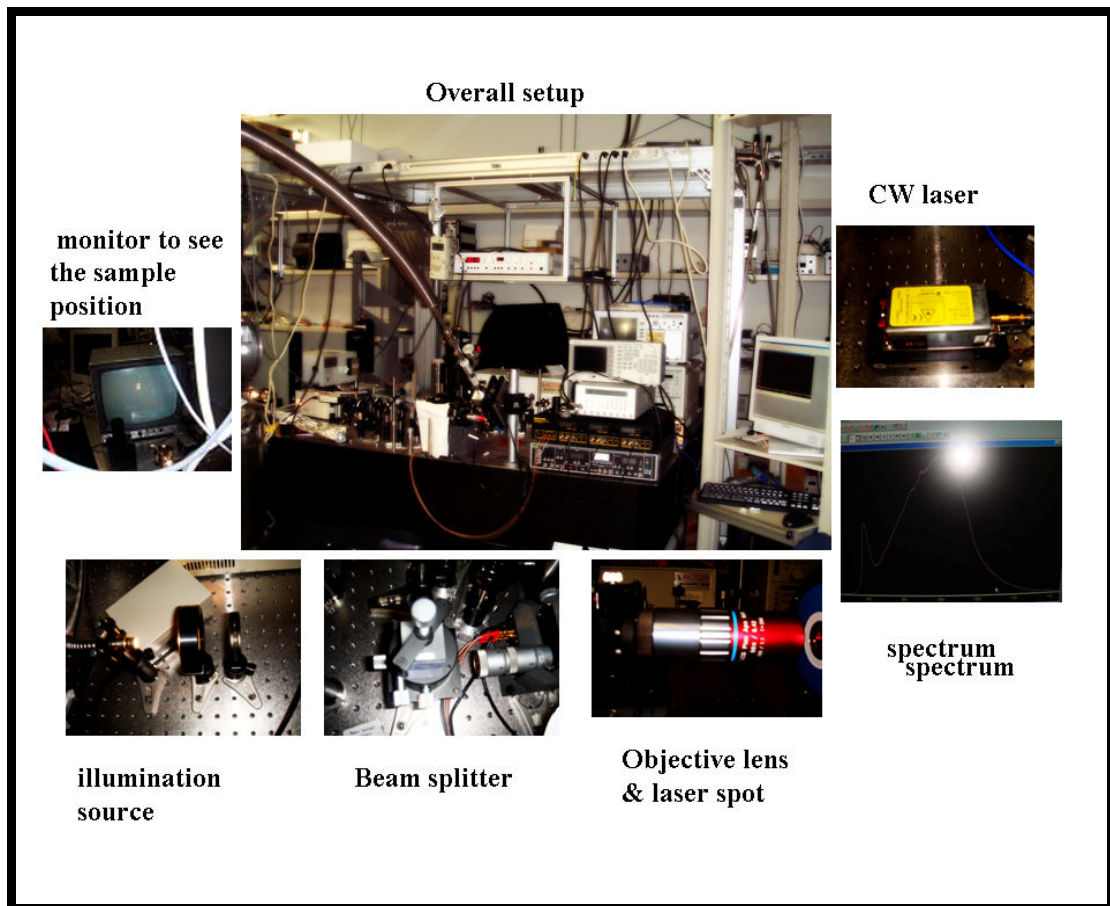 Overall setup
CW laser
monitor to see
the sample
position
ACTON
spectrum
spectrum
illumination
source
Beam splitter
Objective lens
& laser spot